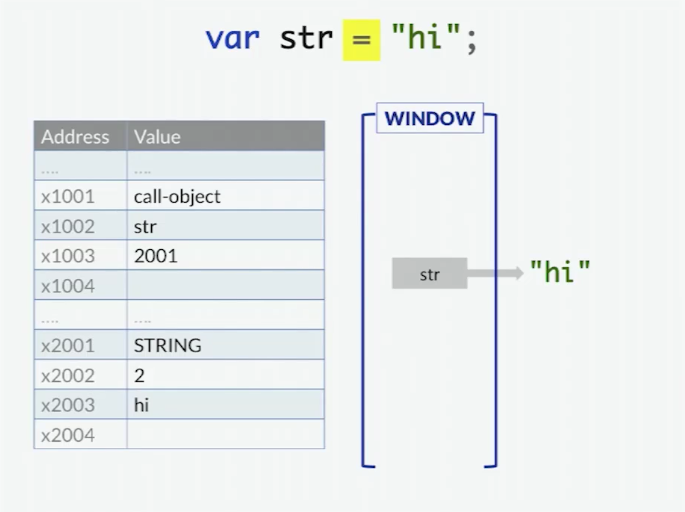 var str = "hi";
WINDOW
Address Value
.... ....
x1001 call-object
x1002 str
x1003 2001
x1004
.... ....
x2001 STRING
x2002 2
x2003 hi
x2004
str
"hi"